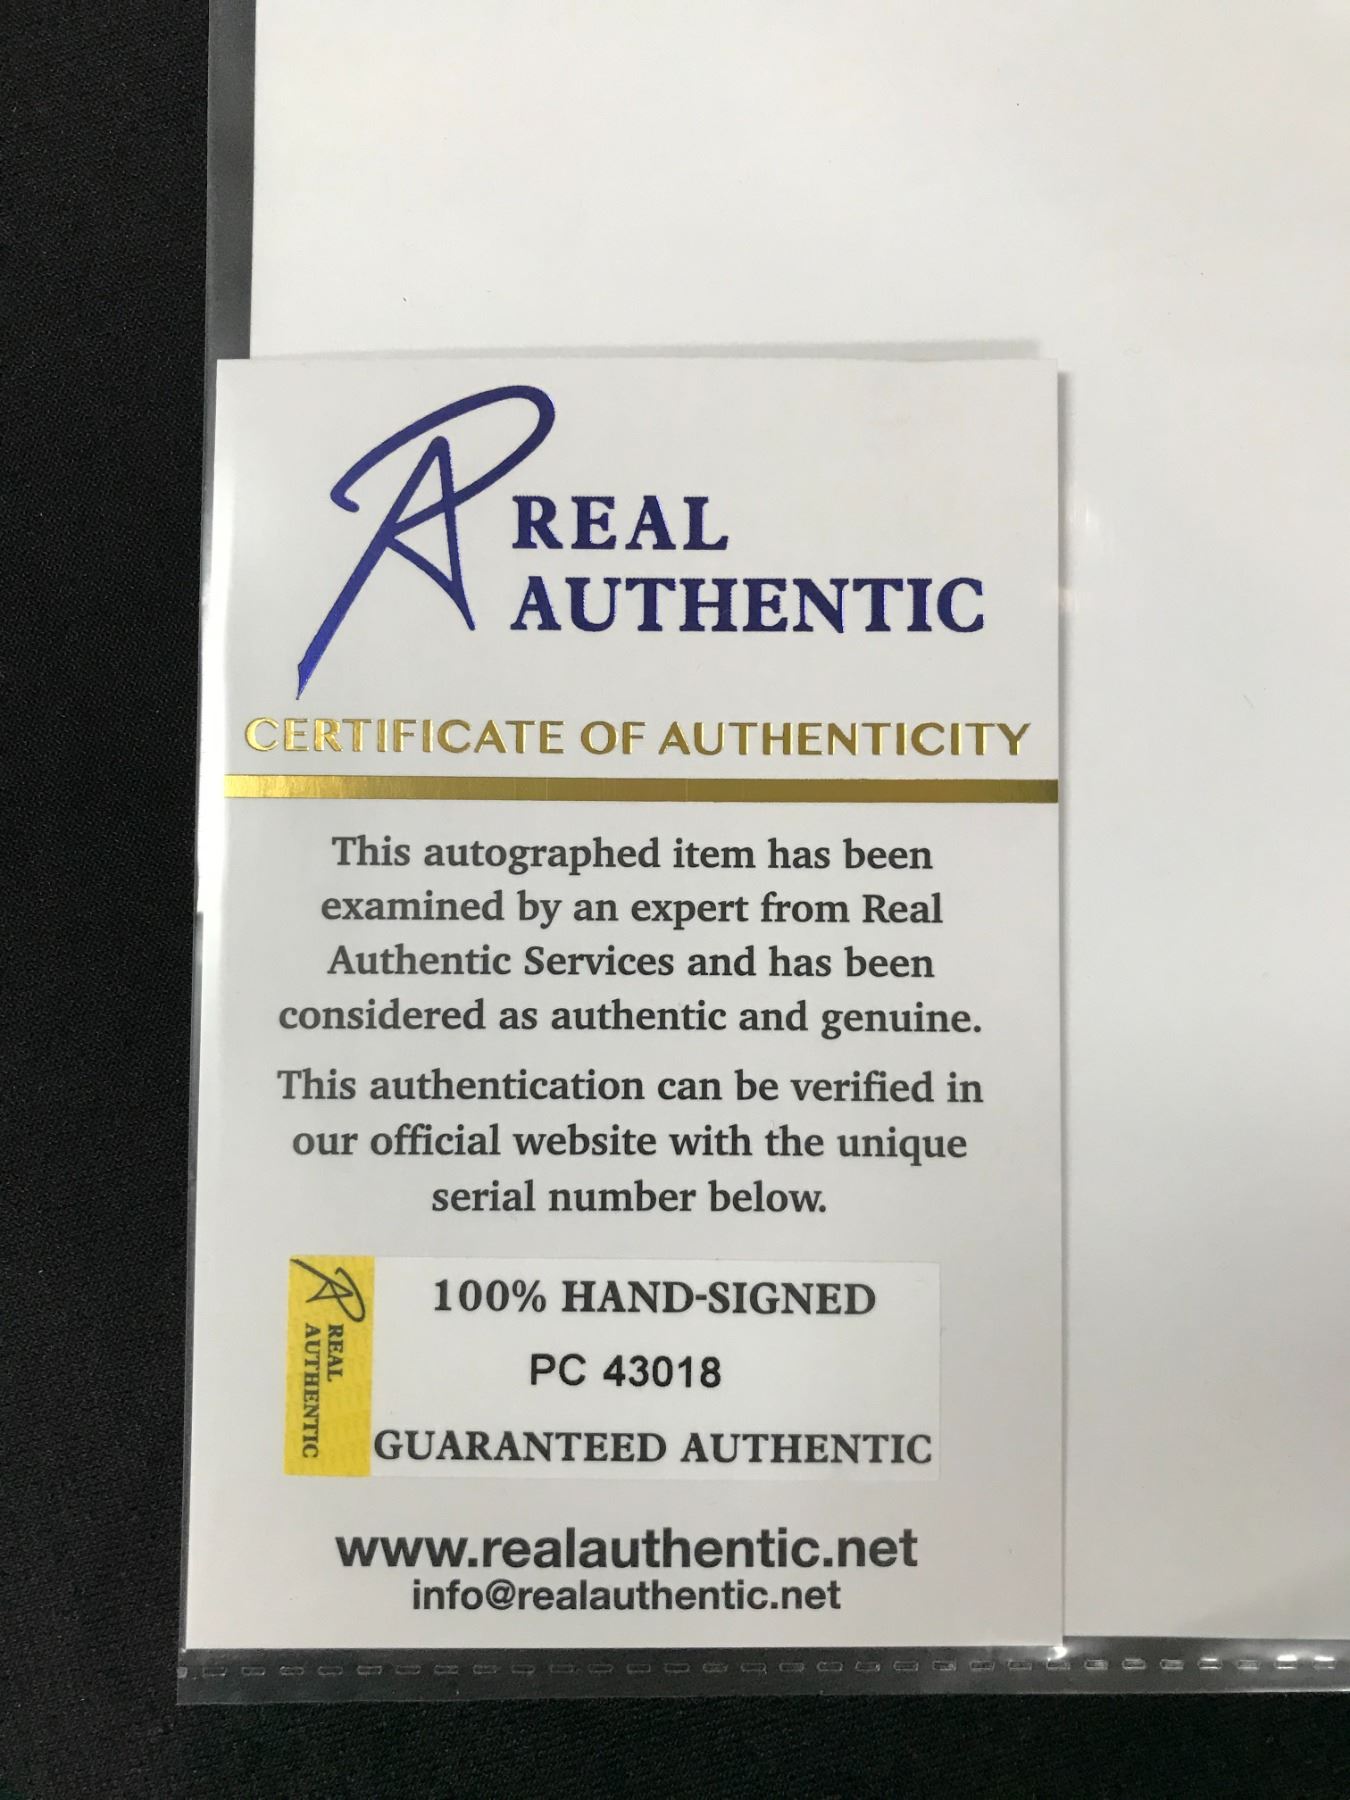 REAL
AUTHENTIC
CERTIFICATE OF AUTHENTICITY
This autographed item has been
examined by an expert from Real
Authentic Services and has been
considered as authentic and genuine.
This authentication can be verified in
our official website with the unique
serial number below.
REAL
AUTHENTIC
100% HAND-SIGNED
PC 43018
GUARANTEED AUTHENTIC
www.realauthentic.net
info@realauthentic.net